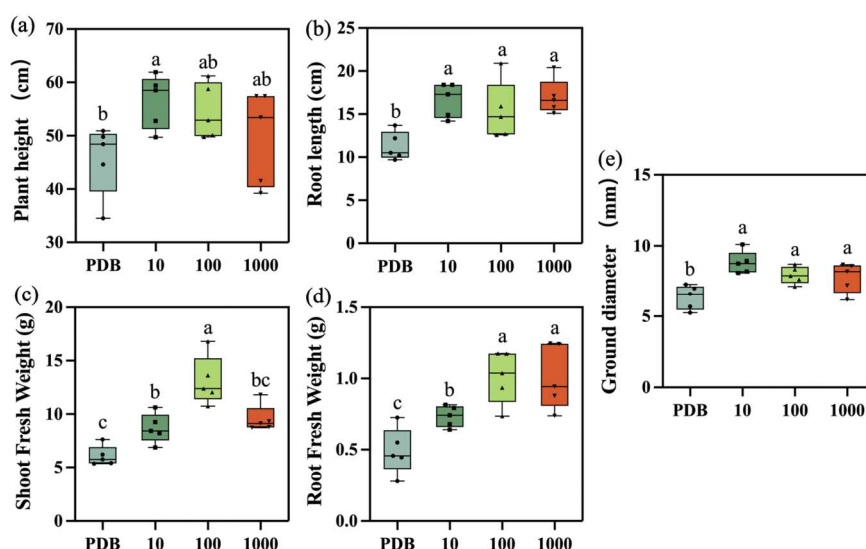 (a)
Plant height (cm)
60
50
40
30
b
a
ab
ab
PDB
10
100
1000
(b)
Root length (cm)
25
20
15
10
5
0
b
a
a
a
PDB
10
100
1000
(c)
Shoot Fresh Weight (g)
20
15
10
5
0
c
b
a
bc
PDB
10
100
1000
(d)
Root Fresh Weight (g)
1.5
1.0
0.5
0.0
c
b
a
a
PDB
10
100
1000
(e)
Ground diameter (mm)
15
10
5
0
b
a
a
a
PDB
10
100
1000